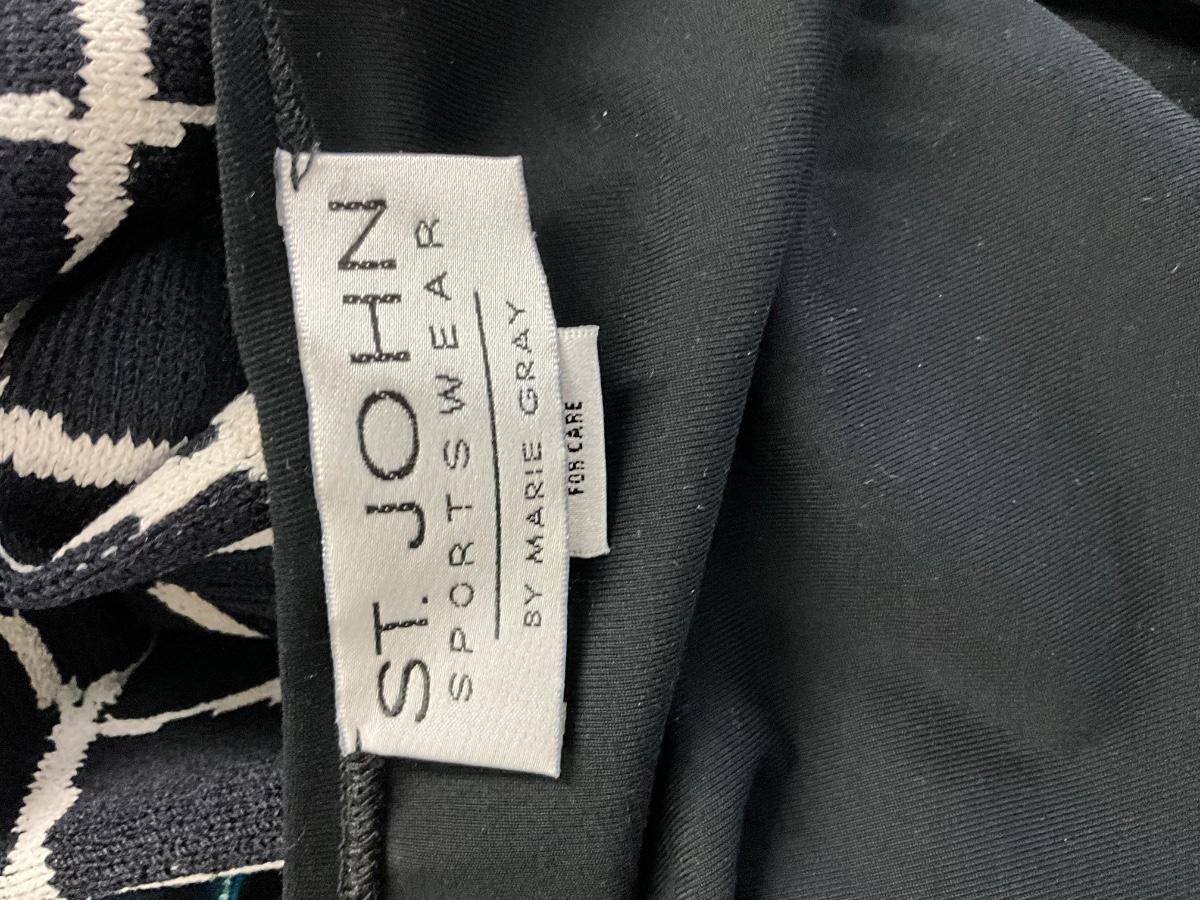 ST. JOHN
SPORTSWEAR
BY MARIE GRAY
FOR CARE